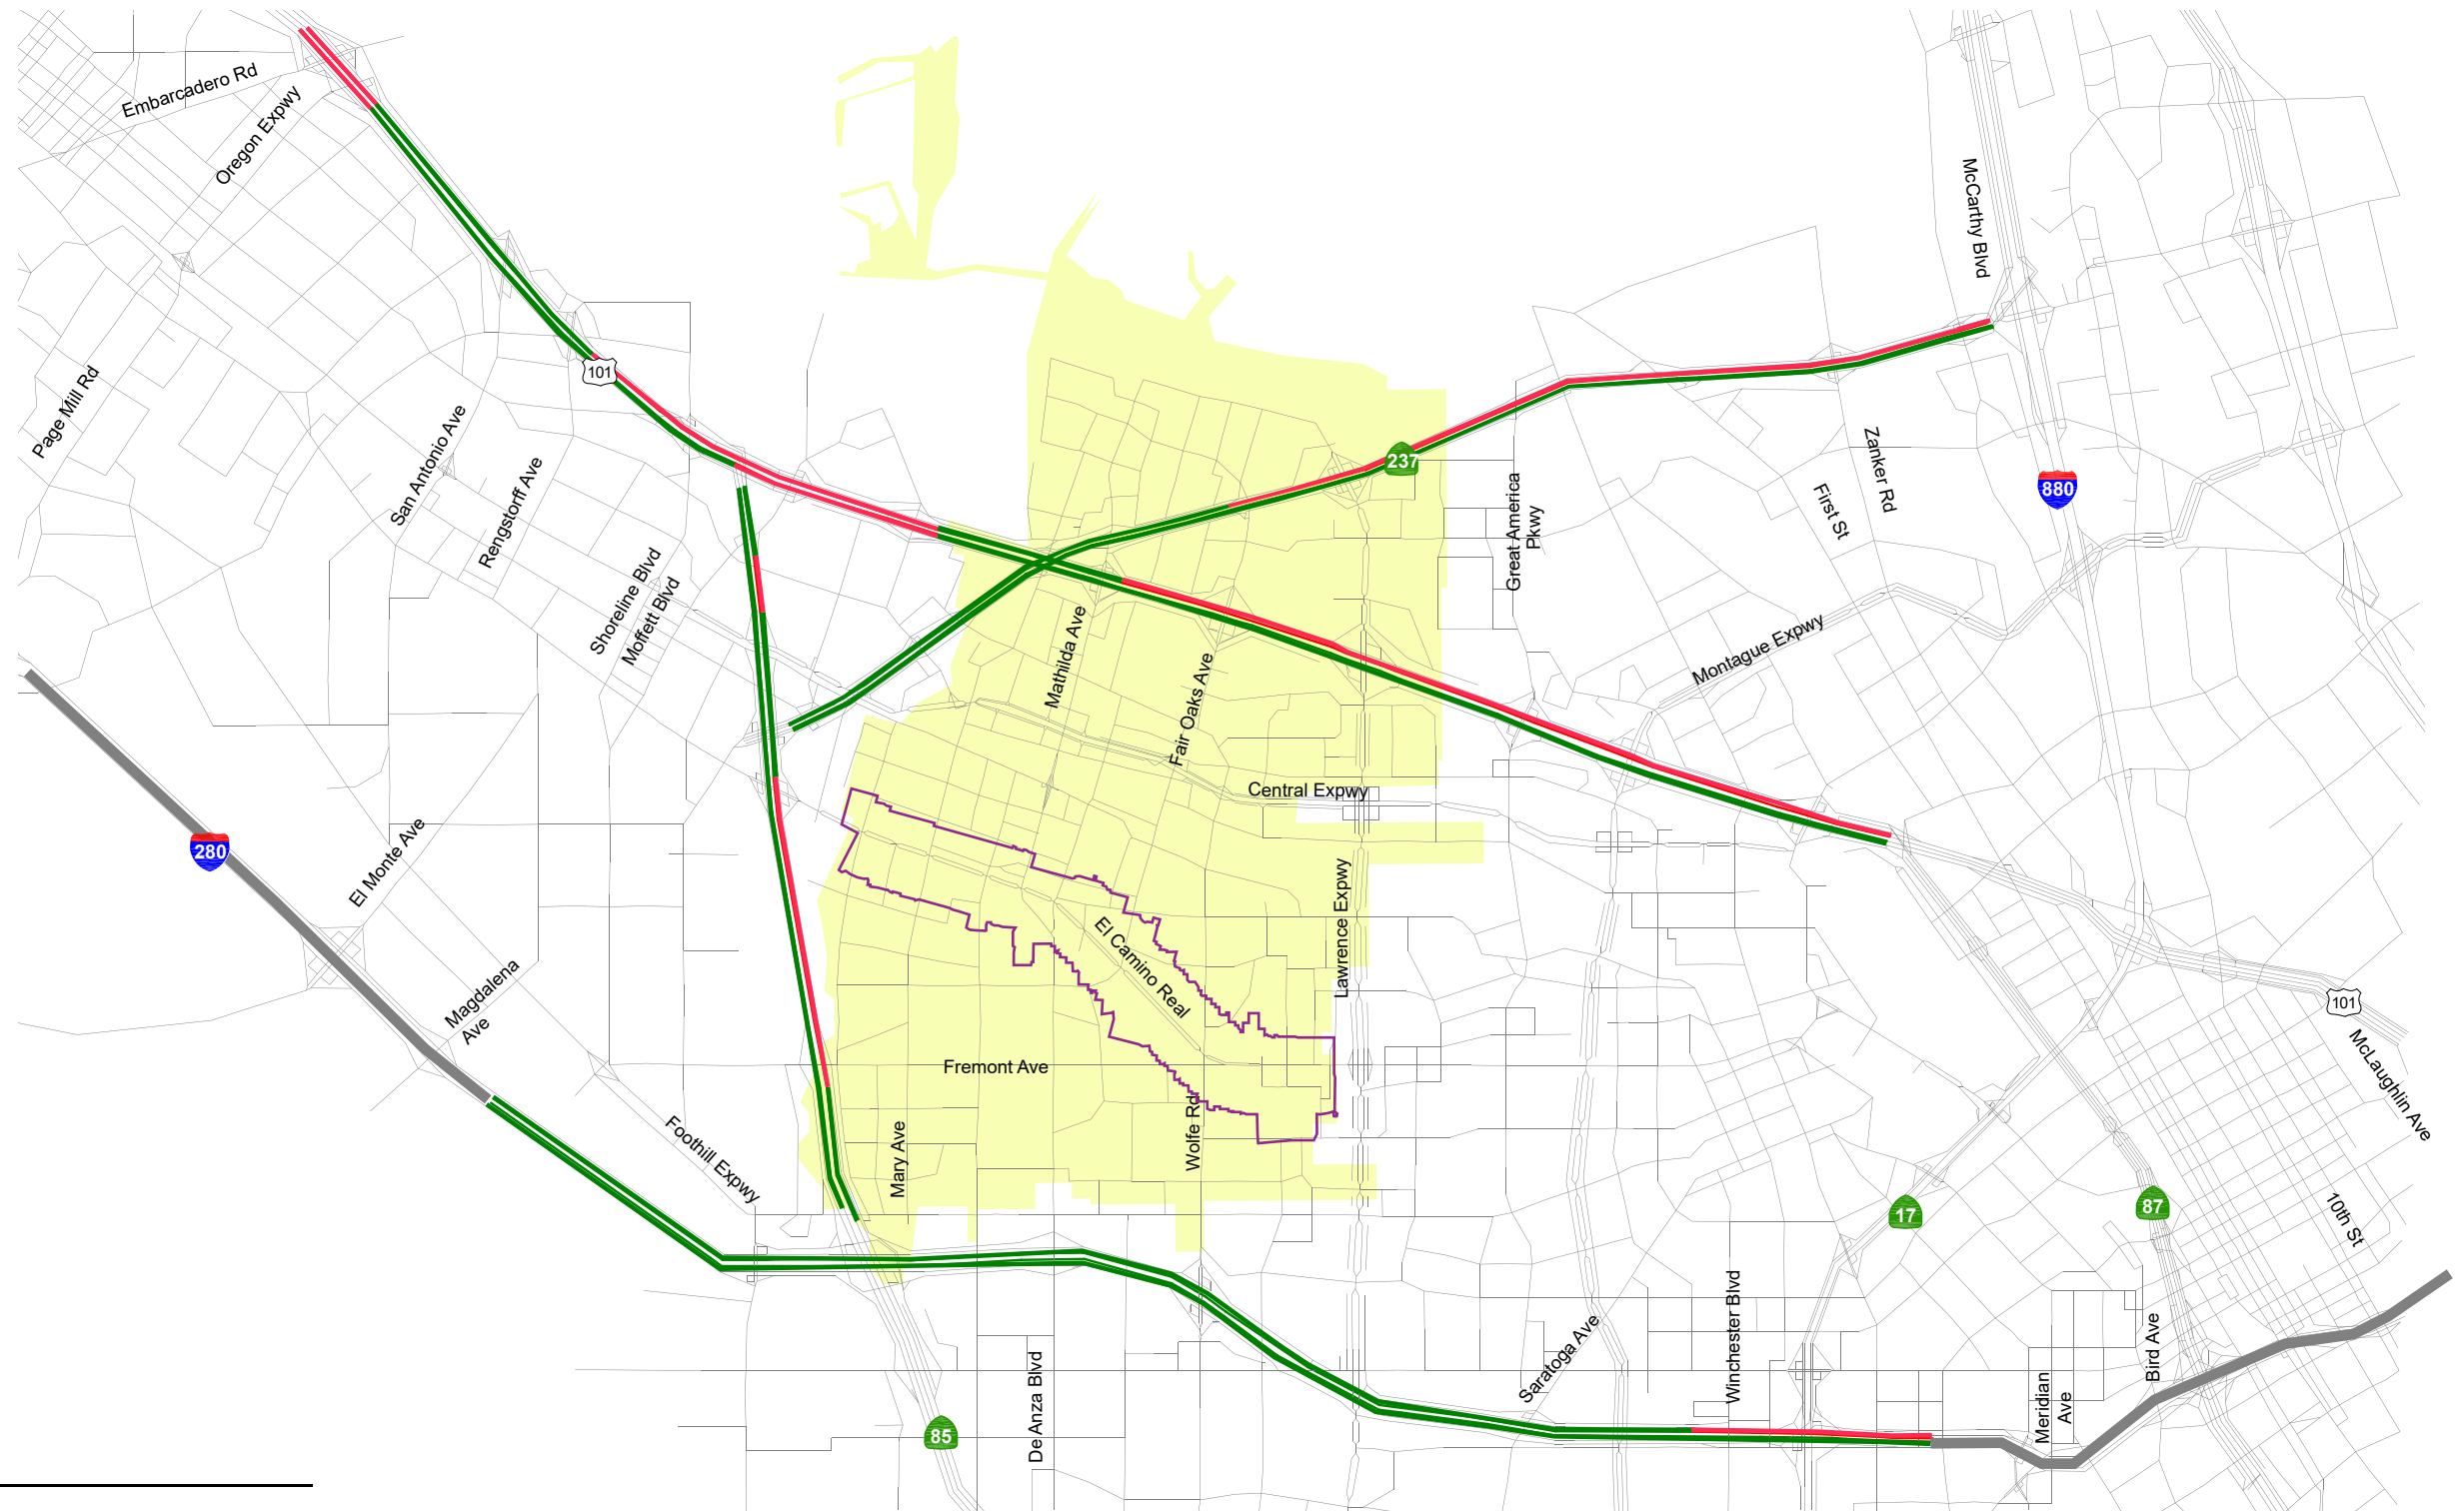 Embarcadero Rd
Oregon Expwy
McCarthy Blvd
101
Page Mill Rd
San Antonio Ave
Rengstorff Ave
237
Zanker Rd
First St
880
Great America
Pkwy
Shoreline Blvd
Moffett Blvd
Mathilda Ave
Fair Oaks Ave
Montague Expwy
Central Expwy
280
El Monte Ave
Lawrence Expwy
El Camino Real
Magdalena
Ave
101
McLaughlin Ave
Fremont Ave
Foothill Expwy
Mary Ave
Wolfe Rd
17
87
10th St
Winchester Blvd
Saratoga Ave
Bird Ave
Meridian
Ave
De Anza Blvd
85